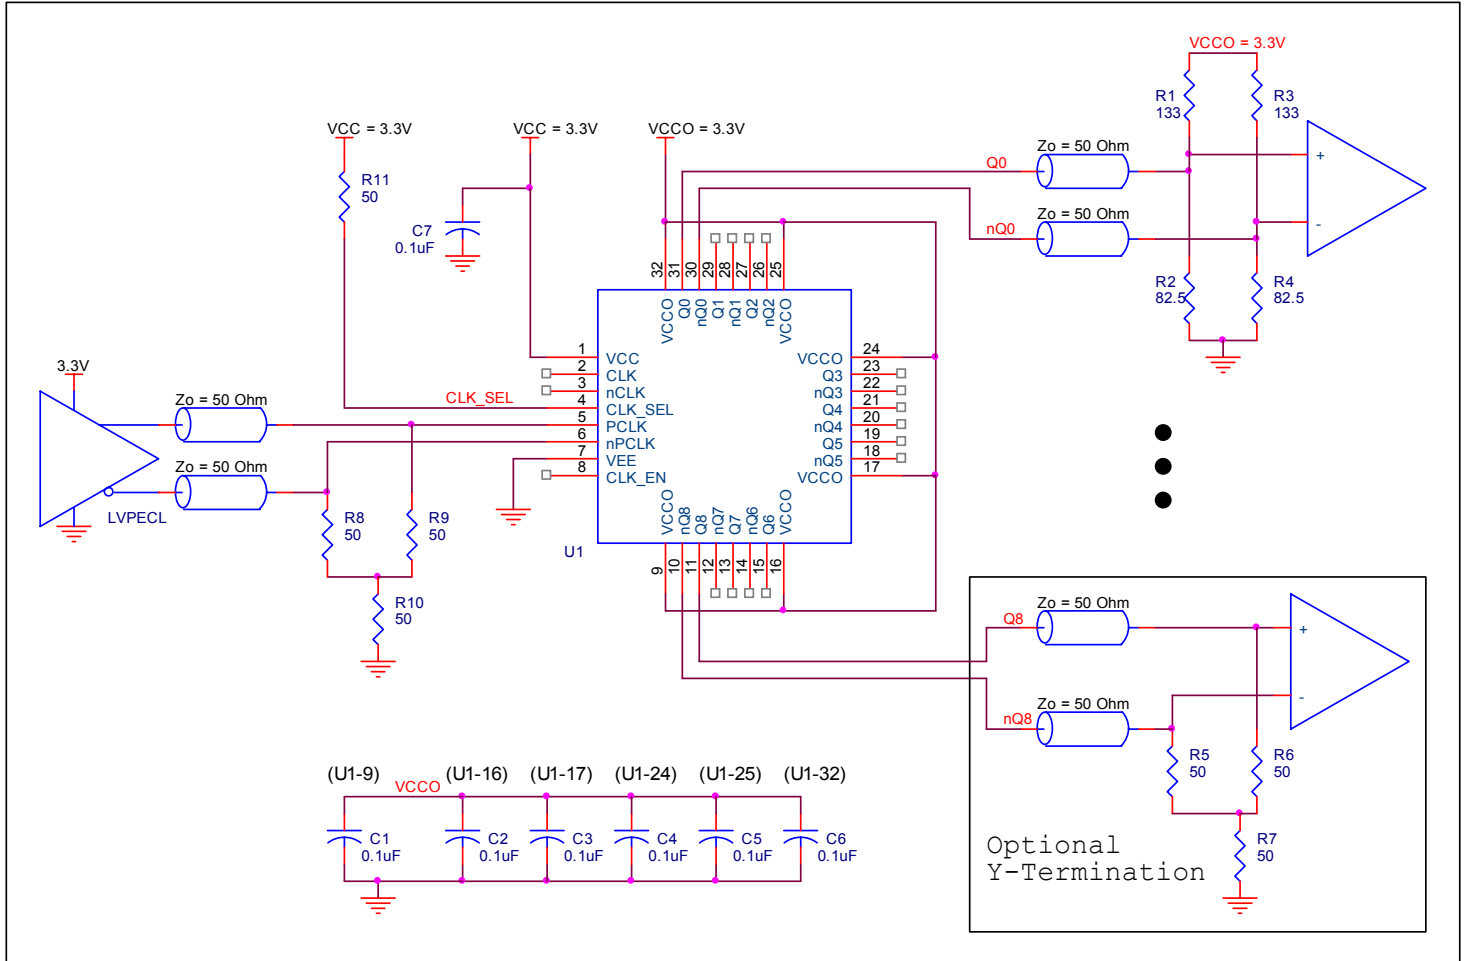 VCCO = 3.3V
R1
133
R3
133
VCC = 3.3V
VCC = 3.3V
VCCO = 3.3V
Zo = 50 Ohm
Q0
+
R11
50
C7
0.1uF
Zo = 50 Ohm
nQ0
-
R2
82.5
R4
82.5
32
31
30
29
28
27
26
25
VCCO
Q0
nQ0
Q1
nQ1
Q2
nQ2
VCCO
1
VCC
2
CLK
3
nCLK
4
CLK_SEL
5
PCLK
6
nPCLK
7
VEE
8
CLK_EN
24
VCCO
23
Q3
22
nQ3
21
Q4
20
nQ4
19
Q5
18
nQ5
17
VCCO
VCCO
nQ8
Q8
nQ7
Q7
nQ6
Q6
VCCO
9
10
11
12
13
14
15
16
U1
3.3V
CLK_SEL
Zo = 50 Ohm
Zo = 50 Ohm
LVPECL
R8
50
R9
50
R10
50
Zo = 50 Ohm
Q8
+
Zo = 50 Ohm
nQ8
-
R5
50
R6
50
R7
50
Optional
Y-Termination
(U1-9)
(U1-16)
(U1-17)
(U1-24)
(U1-25)
(U1-32)
VCCO
C1
0.1uF
C2
0.1uF
C3
0.1uF
C4
0.1uF
C5
0.1uF
C6
0.1uF